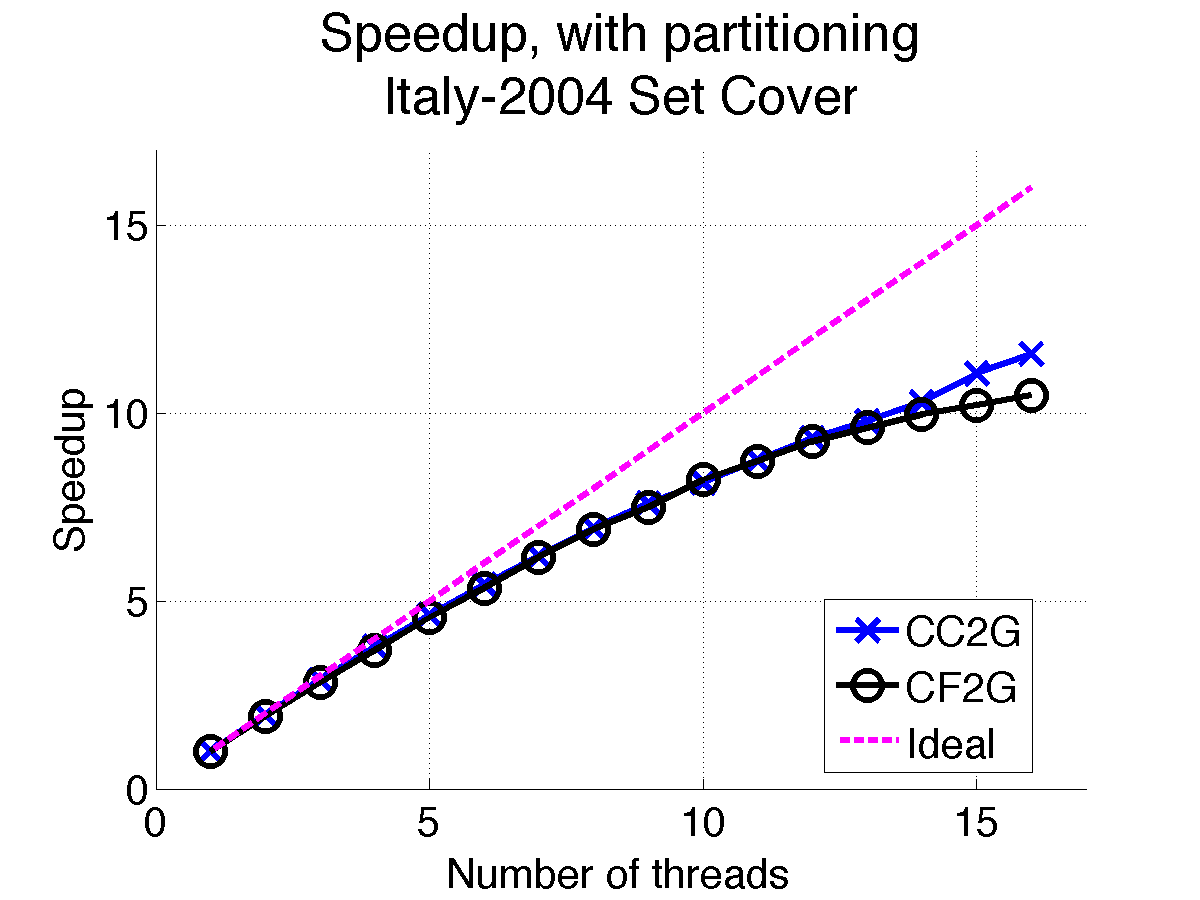 Speedup, with partitioning
Italy-2004 Set Cover
15
10
5
0
Speedup
0 5 10 15
Number of threads
CC2G
CF2G
Ideal